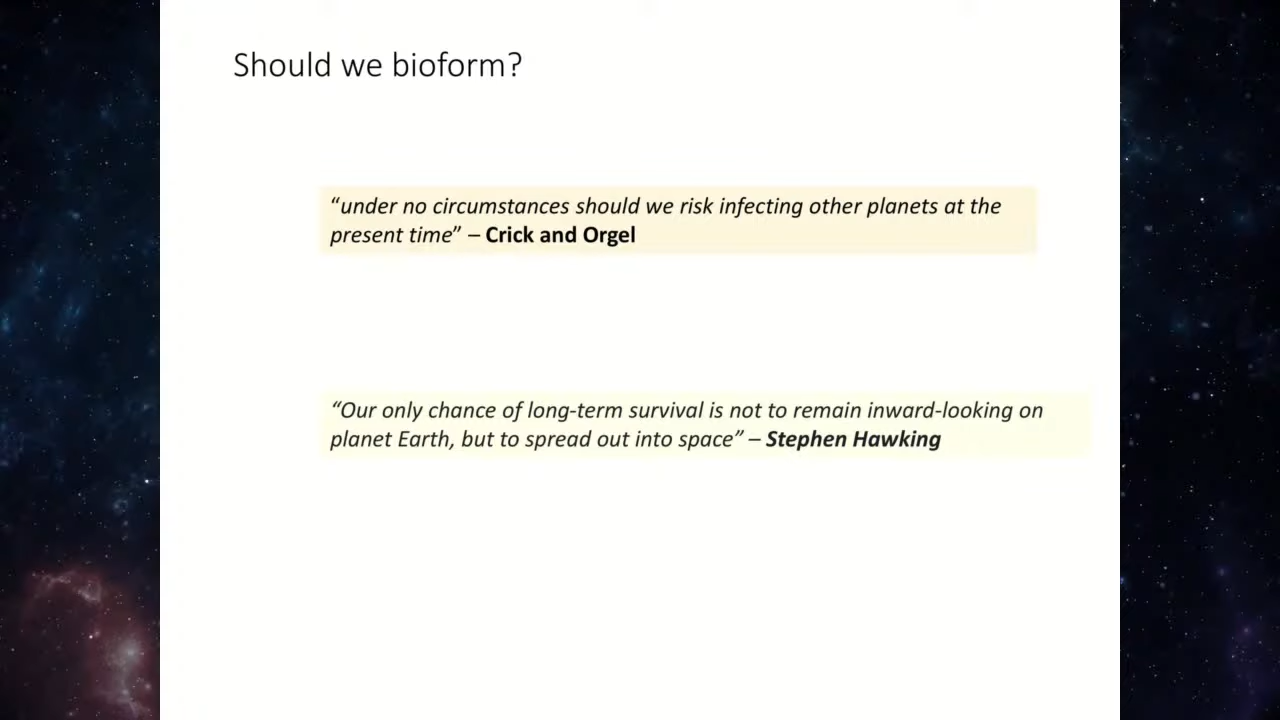 Should we bioform?
“under no circumstances should we risk infecting other planets at the
present time” – Crick and Orgel
“Our only chance of long-term survival is not to remain inward-looking on
planet Earth, but to spread out into space” – Stephen Hawking